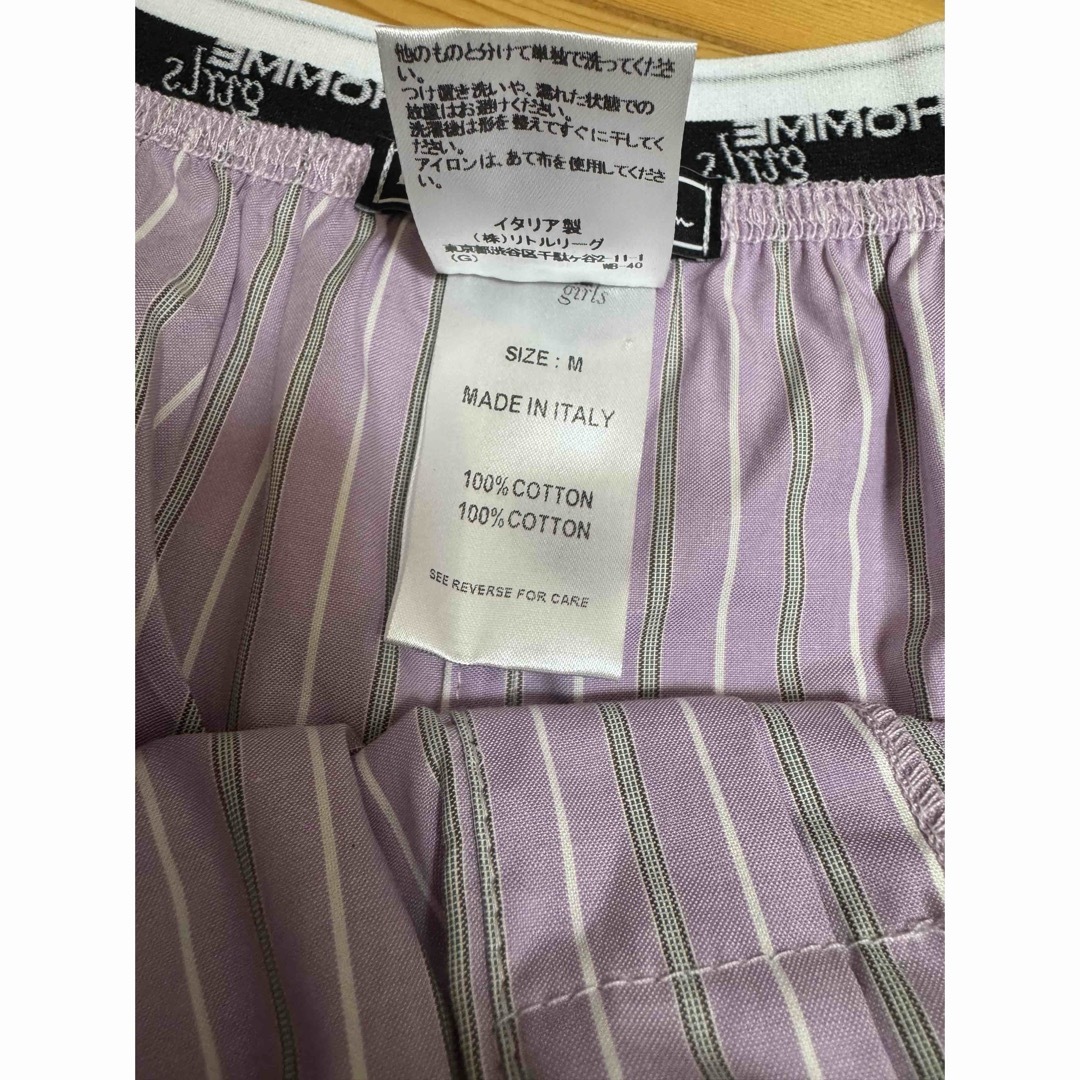 HOMME
girls
HOMME
girls
他のものと分けて単独で洗ってくださ
い。
つけ置き洗いや、濡れた状態での
放置はお避けください。
洗濯後は形を整えてすぐに干してく
ださい。
アイロンは、あて布を使用してくださ
い。
イタリア製
(株)リトルリーグ
東京都渋谷区千駄ヶ谷2-11-1
(G) WB-40
girls
SIZE : M
MADE IN ITALY
100% COTTON
100% COTTON
SEE REVERSE FOR CARE